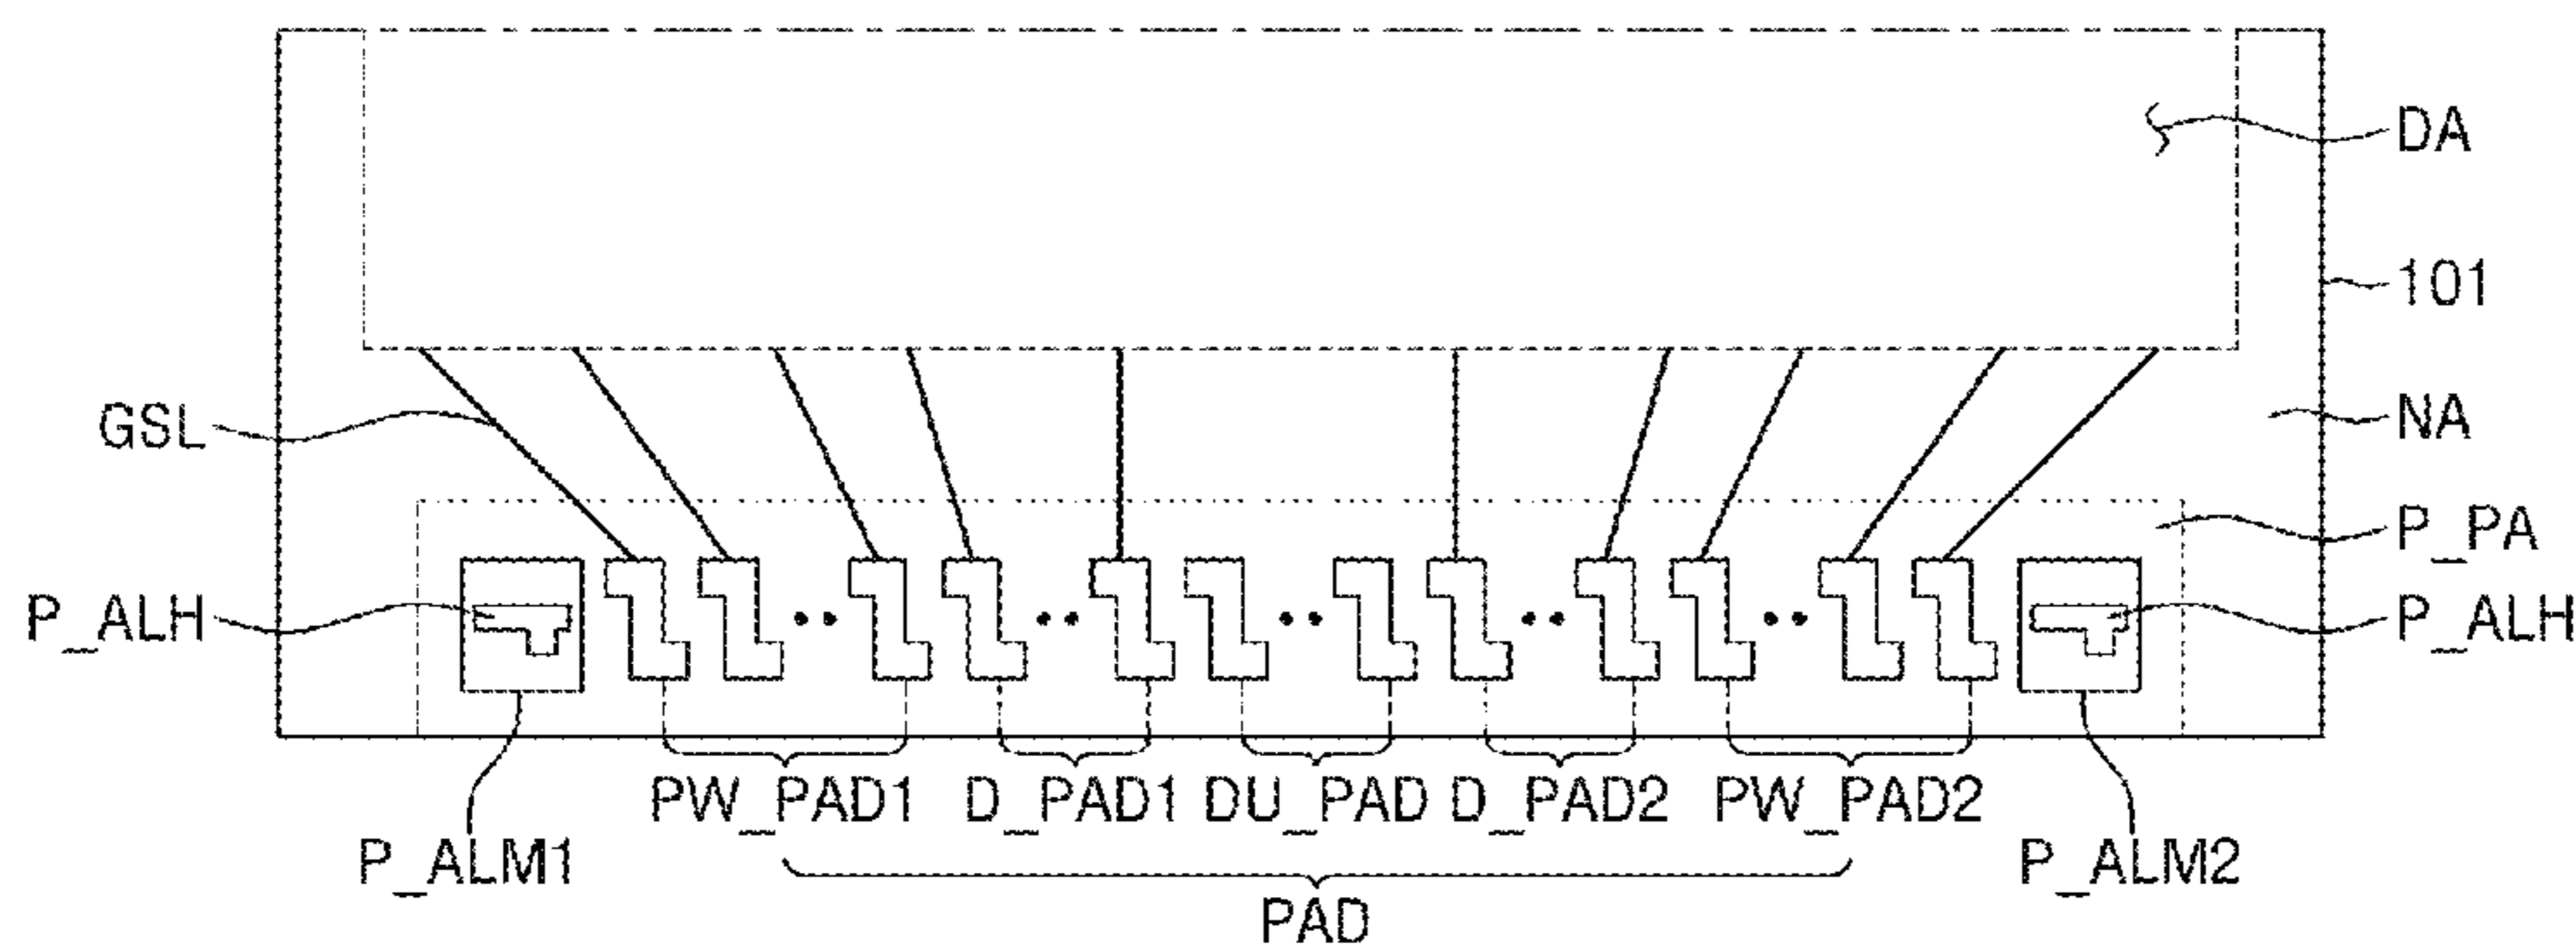 DA
101
GSL
NA
P_PA
P_ALH
P_ALH
PW_PAD1 D_PAD1 DU_PAD D_PAD2 PW_PAD2
P_ALM1
P_ALM2
PAD